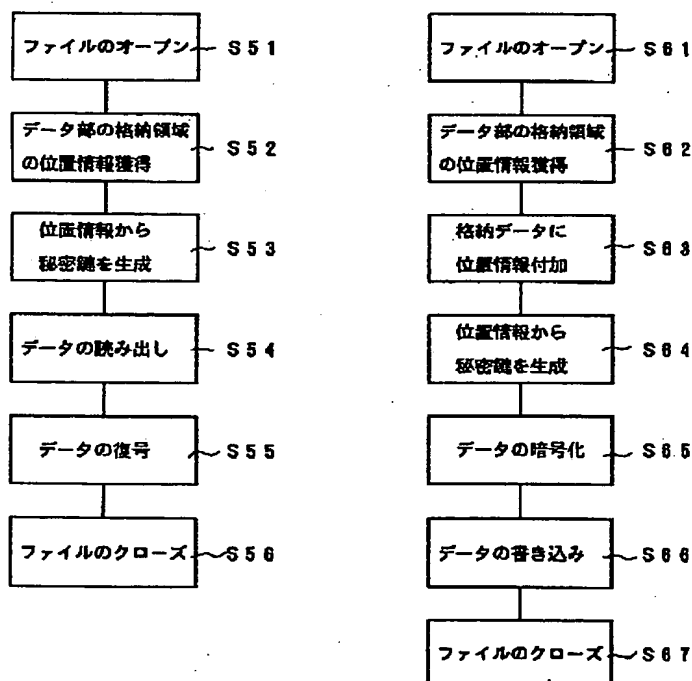 ファイルのオープン S51
データ部の格納領域
の位置情報獲得 S52
位置情報から
秘密鍵を生成 S53
データの読み出し S54
データの復号 S55
ファイルのクローズ S56
ファイルのオープン S61
データ部の格納領域
の位置情報獲得 S62
格納データに
位置情報付加 S63
位置情報から
秘密鍵を生成 S64
データの暗号化 S65
データの書き込み S66
ファイルのクローズ S67